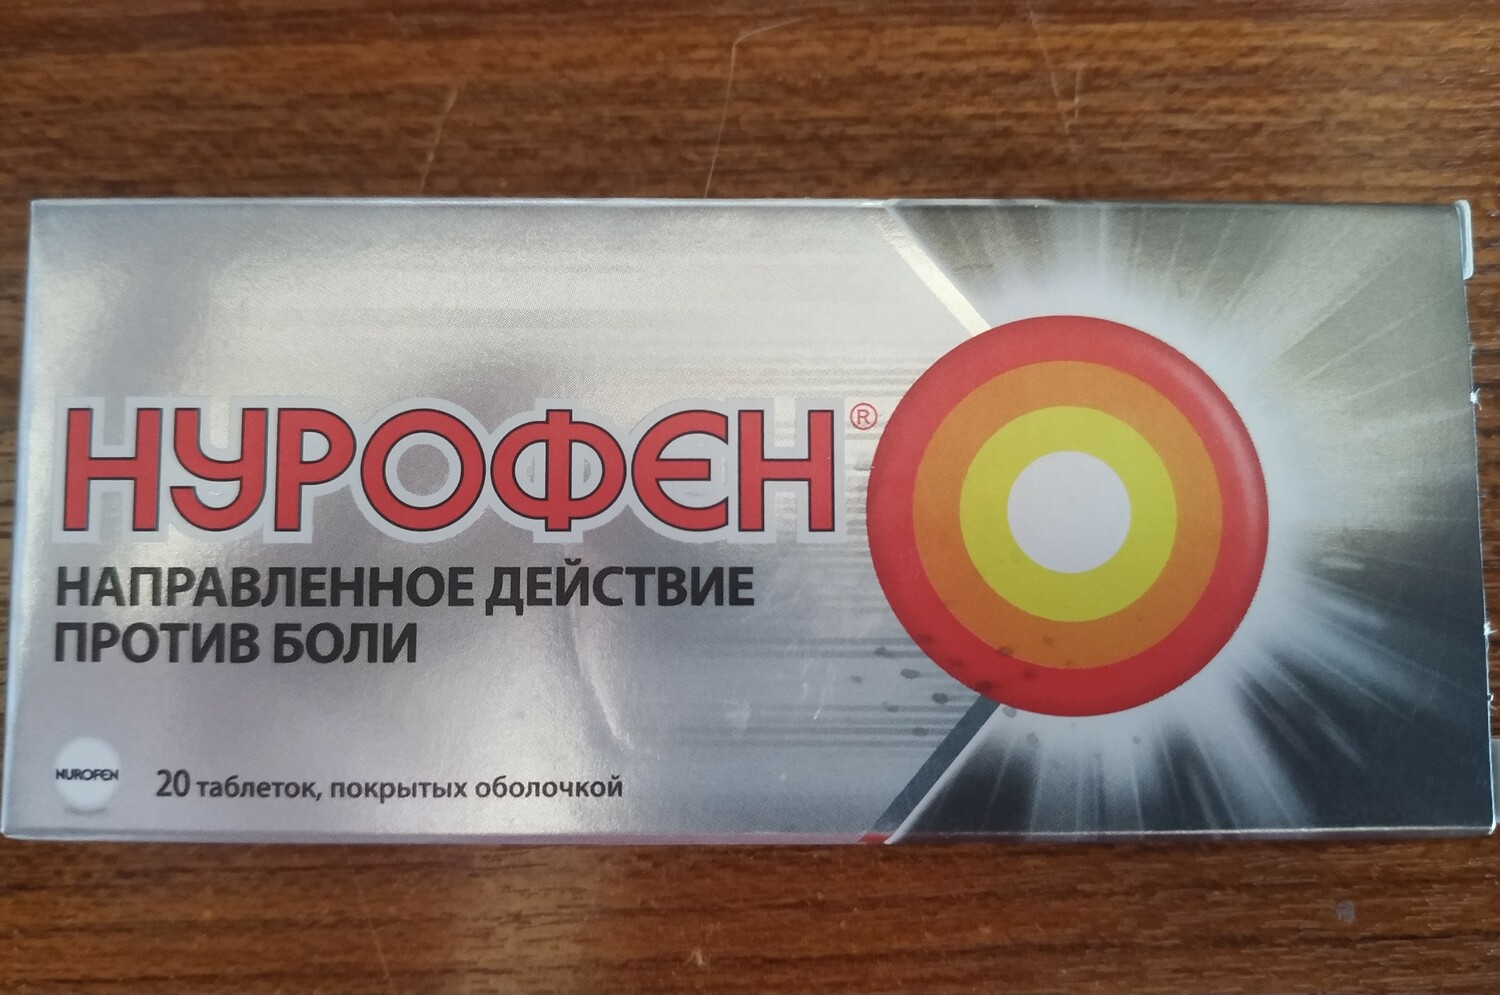 НУРОФЕН®
НАПРАВЛЕННОЕ ДЕЙСТВИЕ
ПРОТИВ БОЛИ
NUROFEN
20 таблеток, покрытых оболочкой